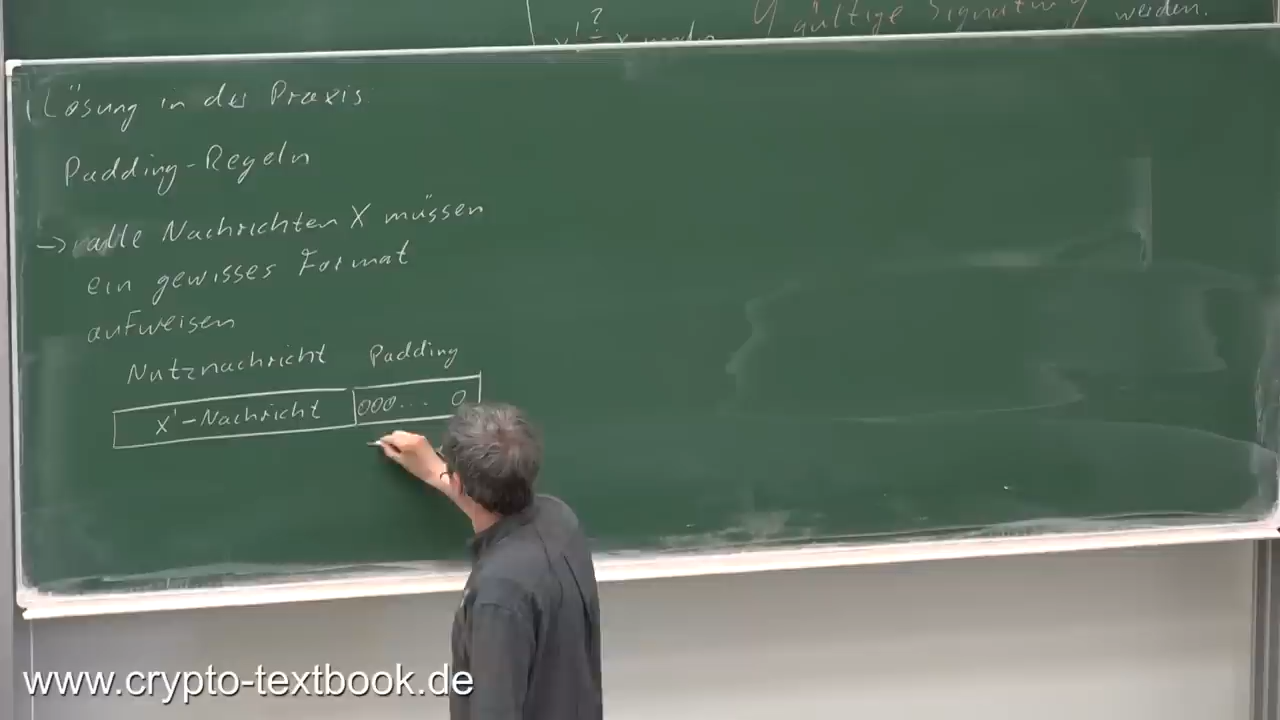 gültige Signatur werden.
x' ≟ x mod n
Lösung in der Praxis:
Padding-Regeln
→ alle Nachrichten X müssen
ein gewisses Format
aufweisen
Nutznachricht Padding
x'-Nachricht 000... 0
www.crypto-textbook.de